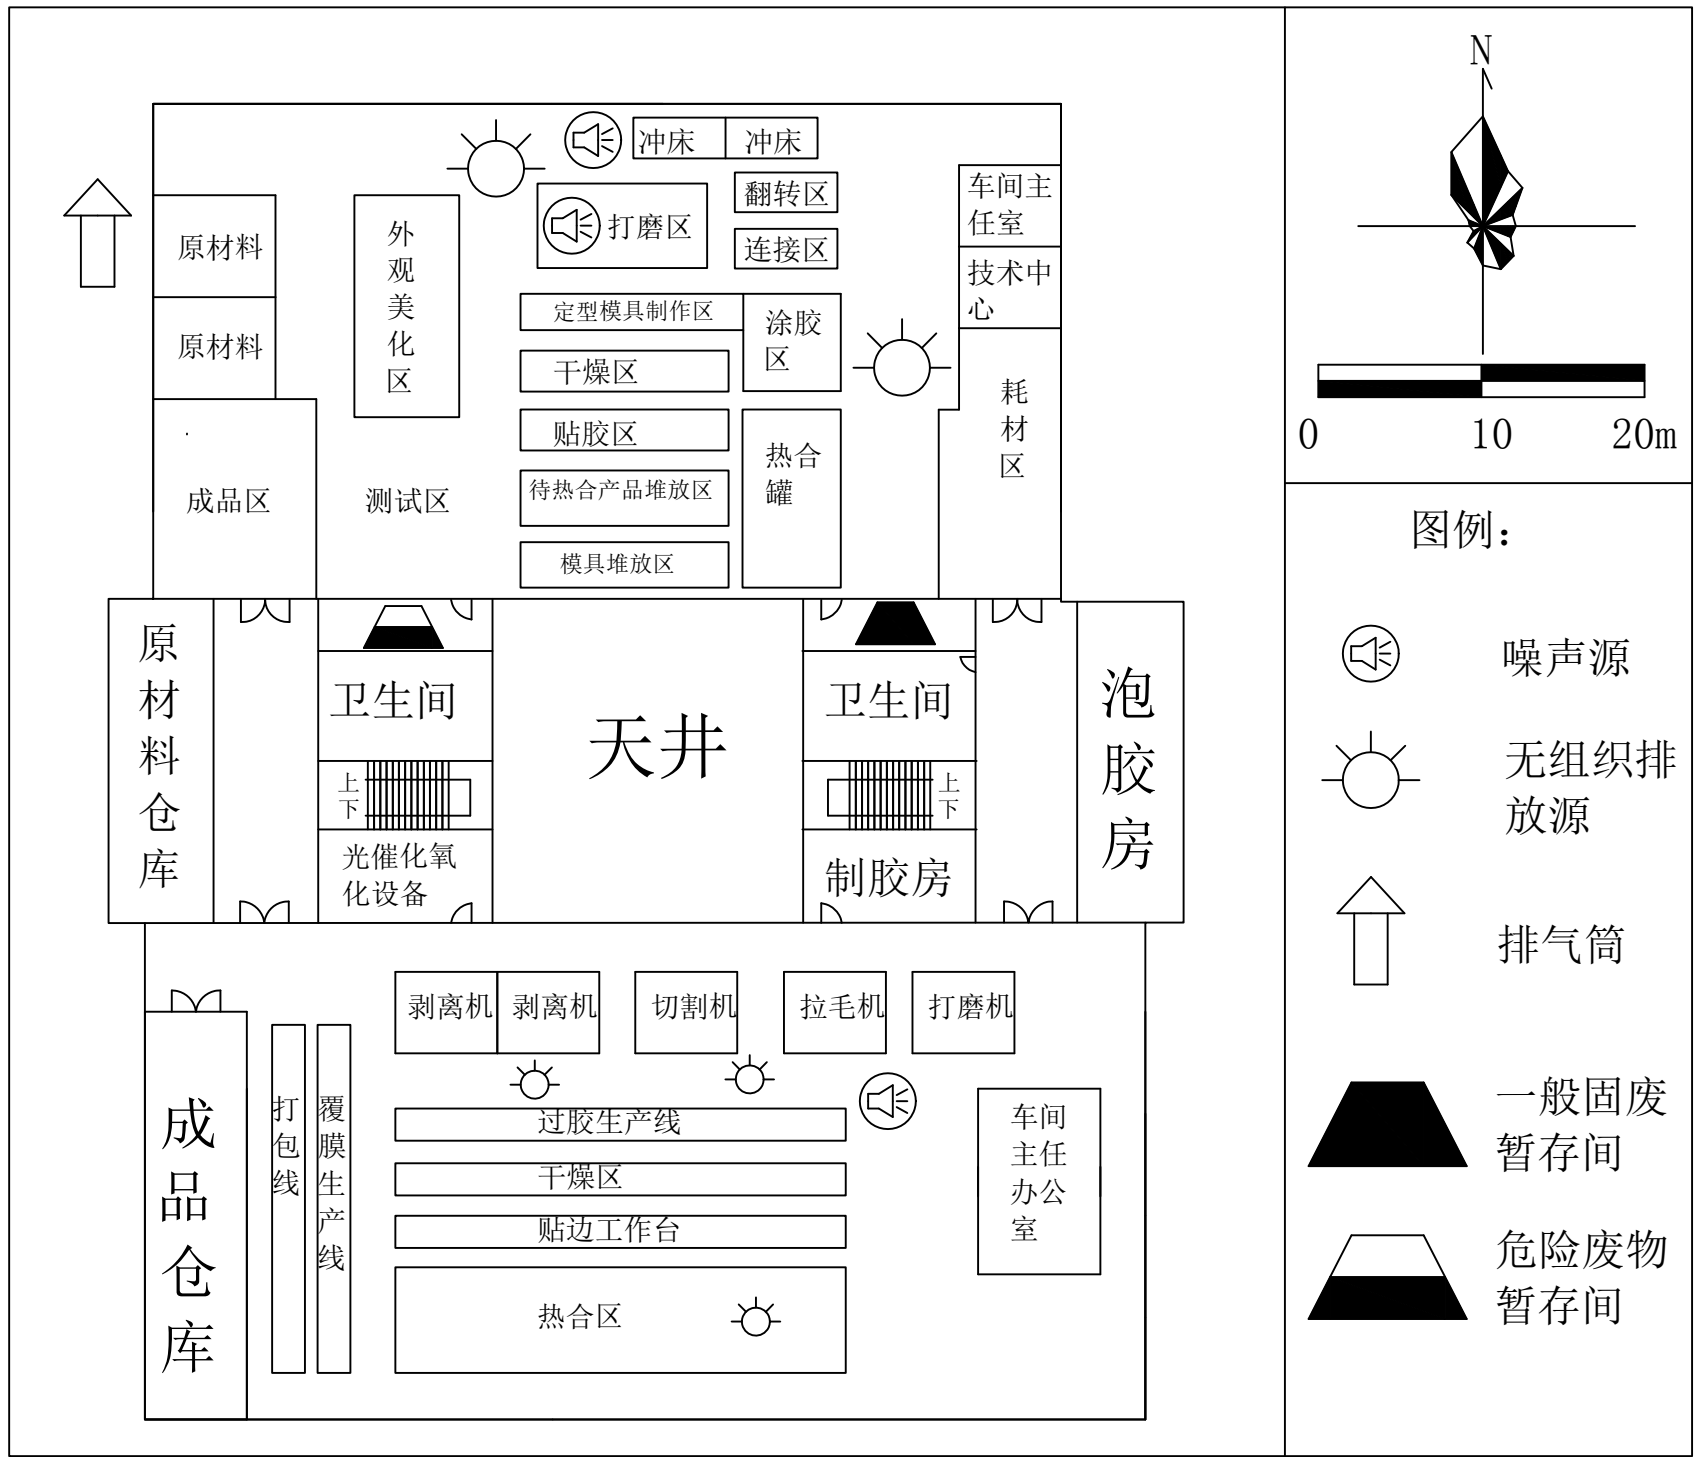 冲床
冲床
翻转区
打磨区
连接区
车间主
任室
技术中
心
原材料
原材料
外
观
美
化
区
定型模具制作区
涂胶
区
干燥区
贴胶区
热合
罐
待热合产品堆放区
模具堆放区
耗
材
区
成品区
测试区
原
材
料
仓
库
卫生间
天井
卫生间
泡
胶
房
上
下
上
下
光催化氧
化设备
制胶房
剥离机
剥离机
切割机
拉毛机
打磨机
成
品
仓
库
打
包
线
覆
膜
生
产
线
过胶生产线
干燥区
贴边工作台
热合区
车间
主任
办公
室
N
0
10
20m
图例：
噪声源
无组织排
放源
排气筒
一般固废
暂存间
危险废物
暂存间